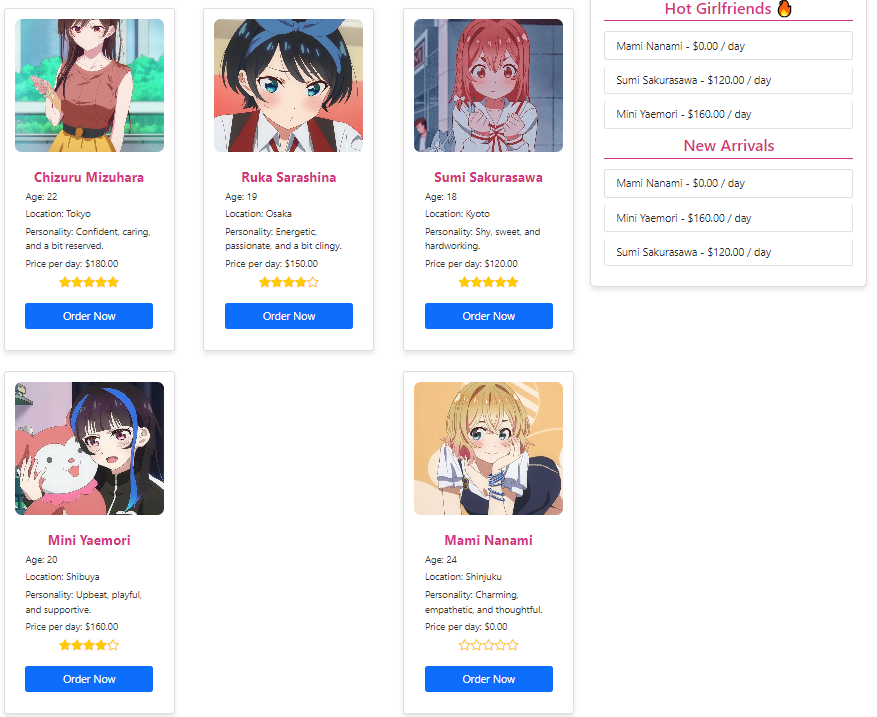 Chizuru Mizuhara
Age: 22
Location: Tokyo
Personality: Confident, caring,
and a bit reserved.
Price per day: $180.00
Order Now
Ruka Sarashina
Age: 19
Location: Osaka
Personality: Energetic,
passionate, and a bit clingy.
Price per day: $150.00
Order Now
Sumi Sakurasawa
Age: 18
Location: Kyoto
Personality: Shy, sweet, and
hardworking.
Price per day: $120.00
Order Now
Mini Yaemori
Age: 20
Location: Shibuya
Personality: Upbeat, playful,
and supportive.
Price per day: $160.00
Order Now
Mami Nanami
Age: 24
Location: Shinjuku
Personality: Charming,
empathetic, and thoughtful.
Price per day: $0.00
Order Now
Hot Girlfriends 🔥
Mami Nanami - $0.00 / day
Sumi Sakurasawa - $120.00 / day
Mini Yaemori - $160.00 / day
New Arrivals
Mami Nanami - $0.00 / day
Mini Yaemori - $160.00 / day
Sumi Sakurasawa - $120.00 / day